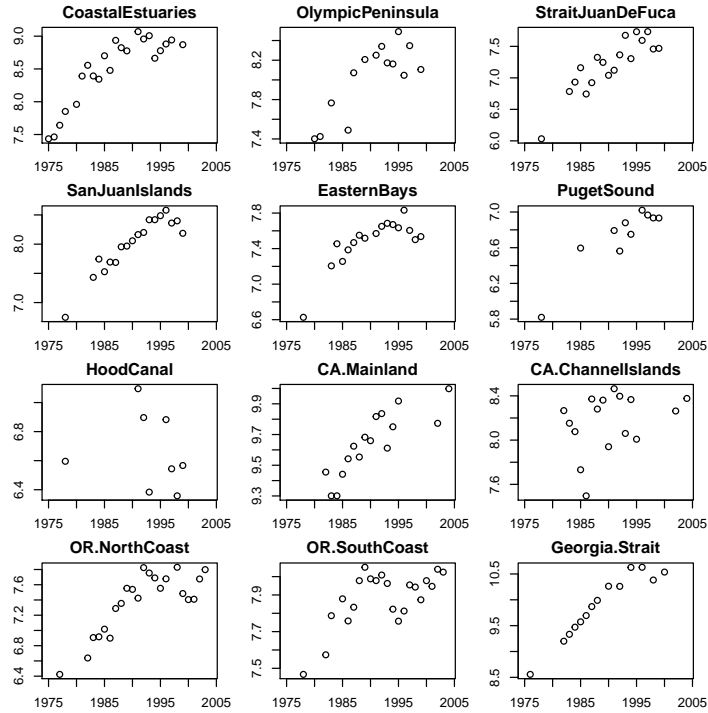 CoastalEstuaries OlympicPeninsula StraitJuanDeFuca
7.5 8.0 8.5 9.0
7.4 7.8 8.2
6.0 6.5 7.0 7.5
1975 1985 1995 2005 1975 1985 1995 2005 1975 1985 1995 2005
SanJuanIslands EasternBays PugetSound
7.0 8.0
6.6 7.0 7.4 7.8
5.8 6.2 6.6 7.0
1975 1985 1995 2005 1975 1985 1995 2005 1975 1985 1995 2005
HoodCanal CA.Mainland CA.ChannelIslands
6.4 6.8
9.3 9.5 9.7 9.9
7.6 8.0 8.4
1975 1985 1995 2005 1975 1985 1995 2005 1975 1985 1995 2005
OR.NorthCoast OR.SouthCoast Georgia.Strait
6.4 6.8 7.2 7.6
7.5 7.7 7.9
8.5 9.5 10.5
1975 1985 1995 2005 1975 1985 1995 2005 1975 1985 1995 2005